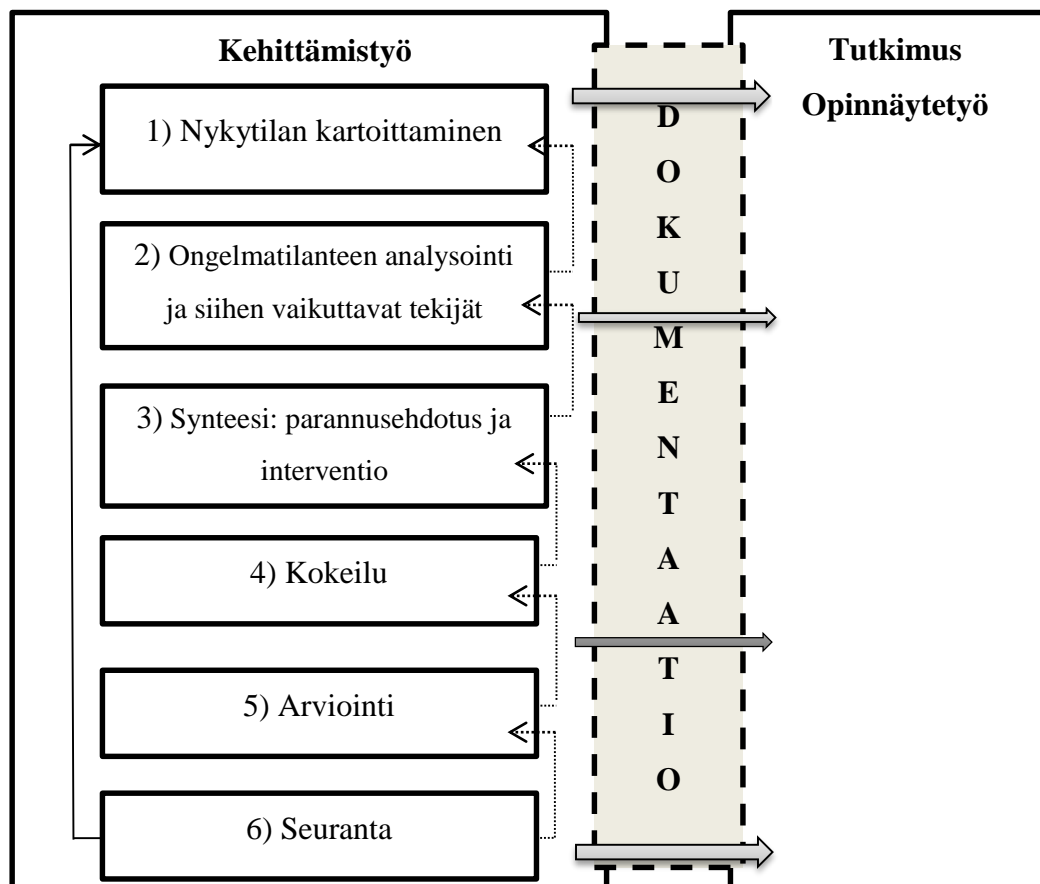 Kehittämistyö
1) Nykytilan kartoittaminen
2) Ongelmatilanteen analysointi
ja siihen vaikuttavat tekijät
3) Synteesi: parannusehdotus ja
interventio
4) Kokeilu
5) Arviointi
6) Seuranta
D
O
K
U
M
E
N
T
A
A
T
I
O
Tutkimus
Opinnäytetyö